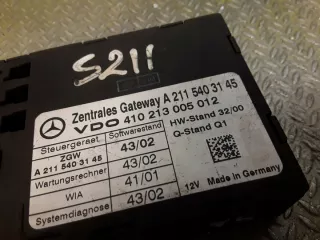 S211
Zentrales Gateway A 211 540 31 45
VDO 410 213 005 012
Steuergerät Softwarestand HW-Stand 32/00
ZGW 43/02 Q-Stand Q1
A 211 540 31 45 43/02
Wartungsrechner
WIA 41/01
Systemdiagnose 43/02
12V Made in Germany